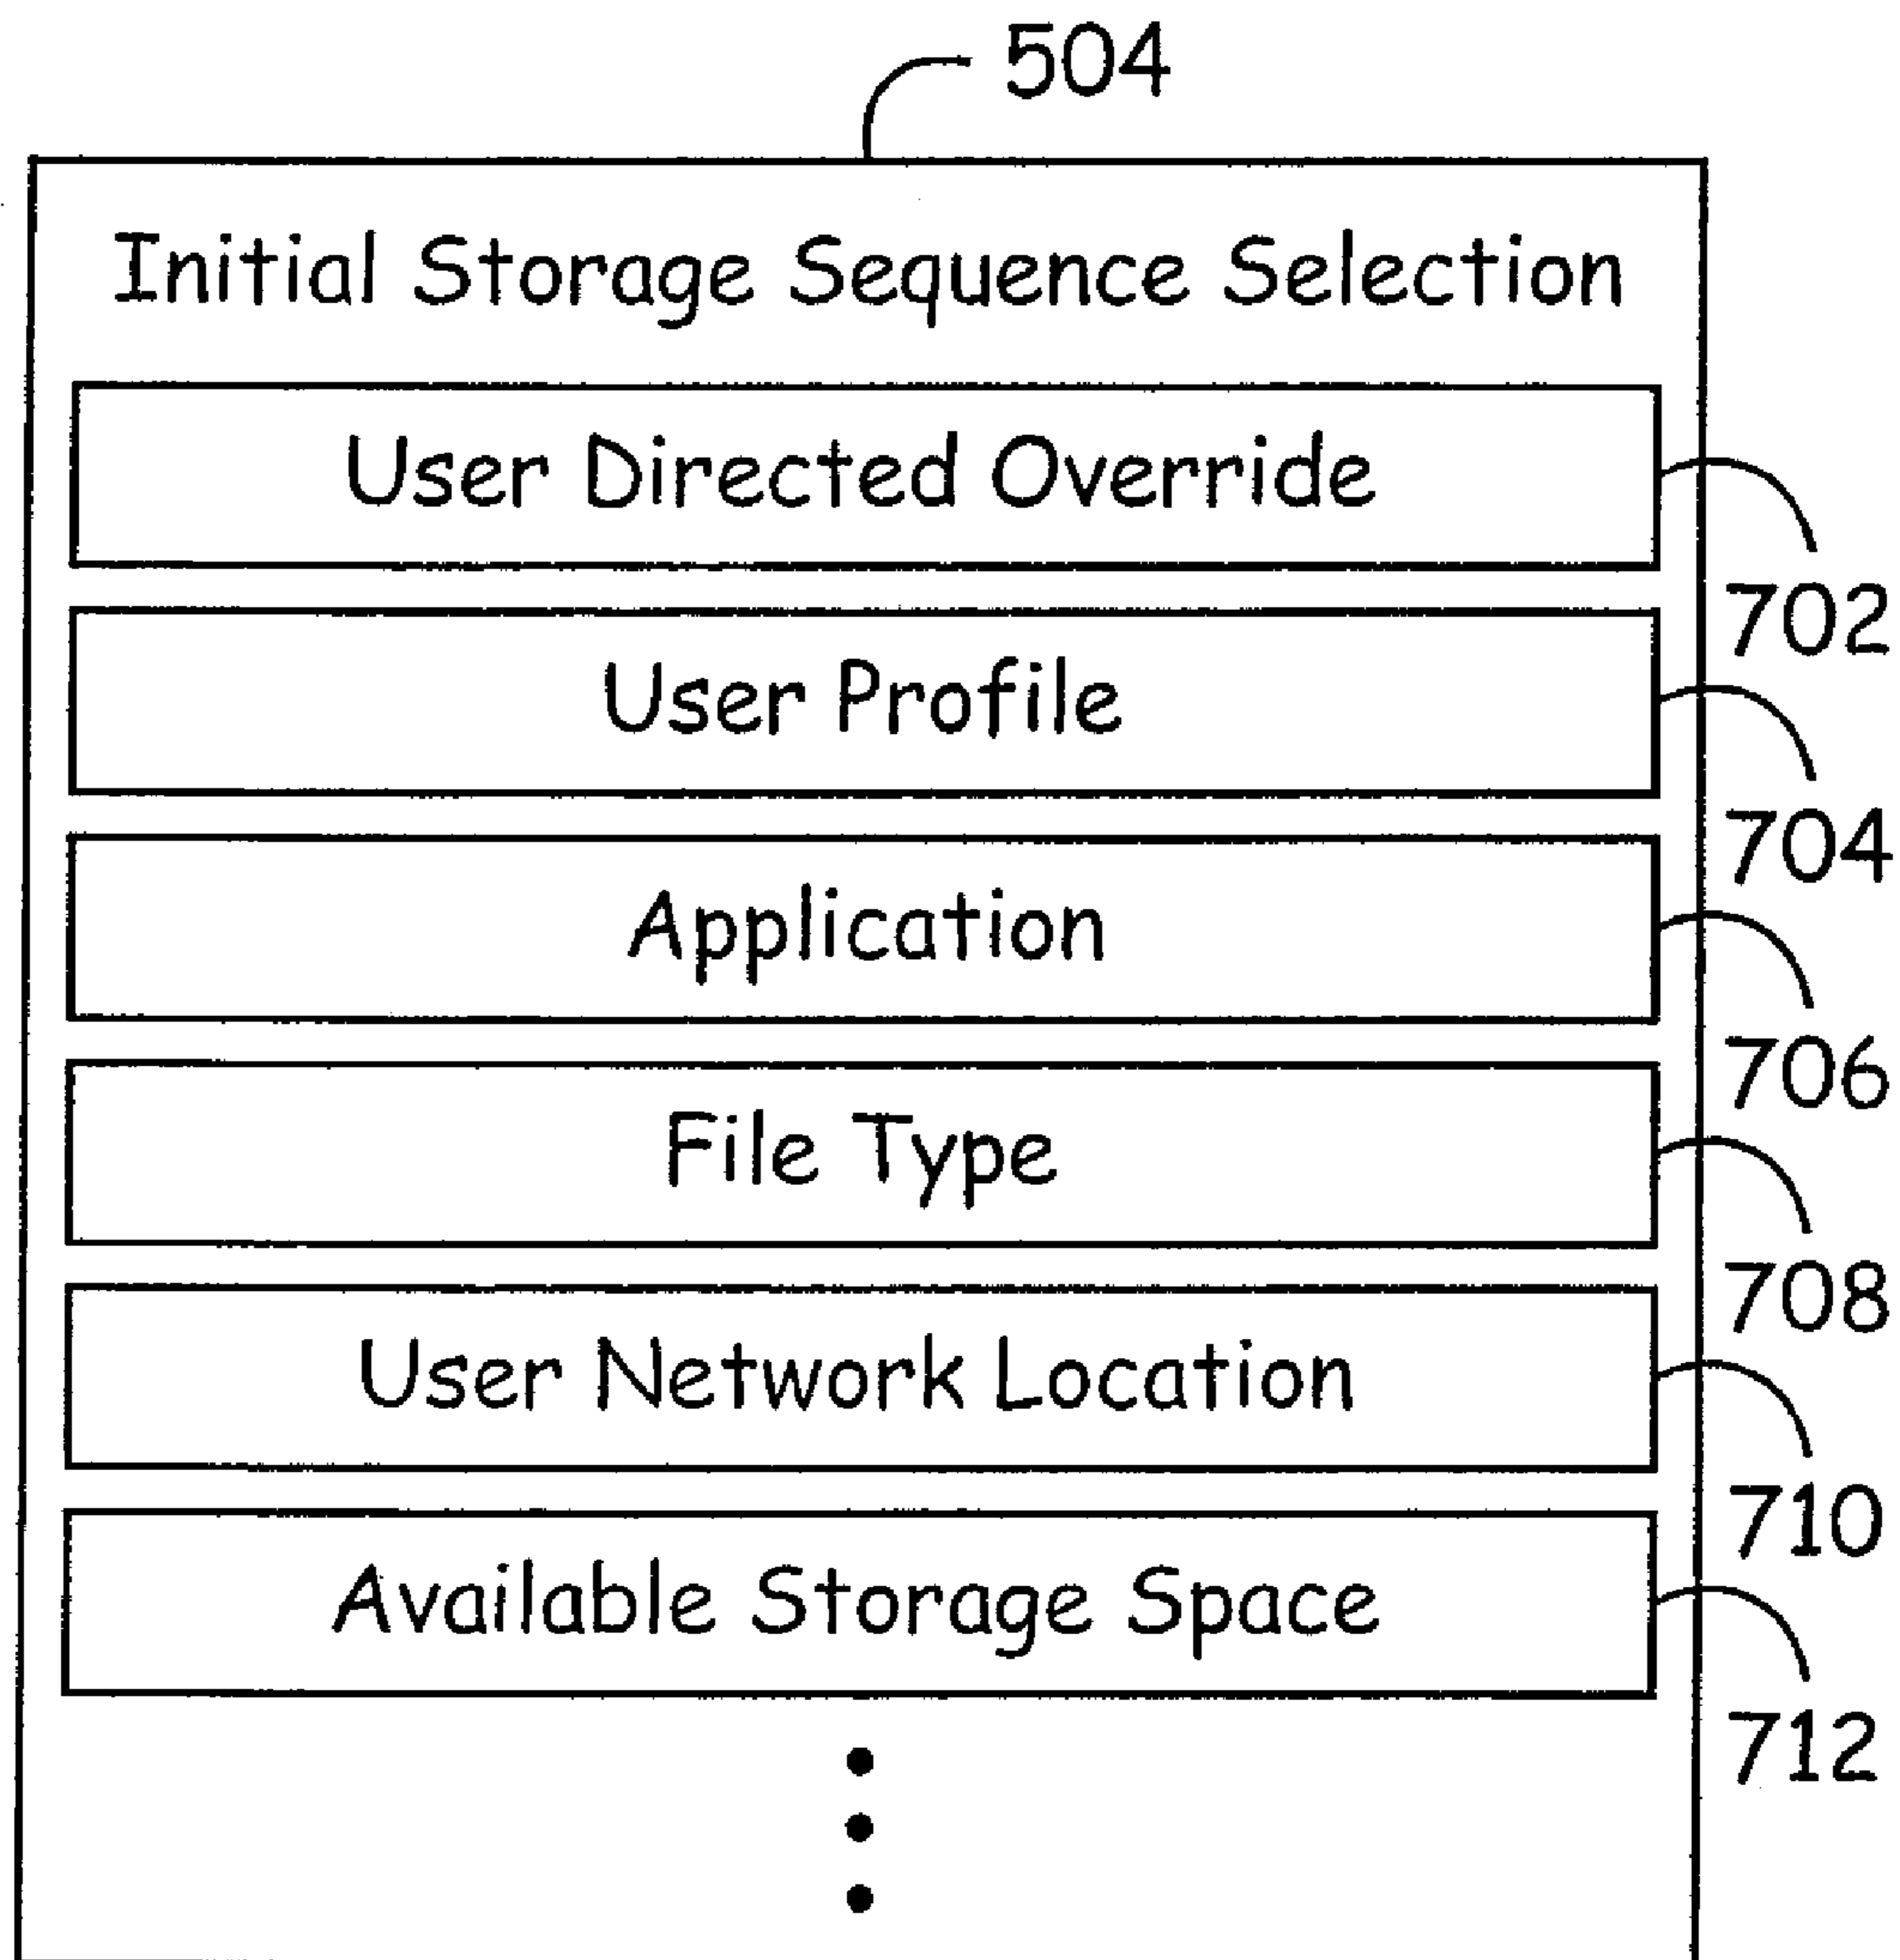 504
Initial Storage Sequence Selection
User Directed Override
702
User Profile
704
Application
706
File Type
708
User Network Location
710
Available Storage Space
712